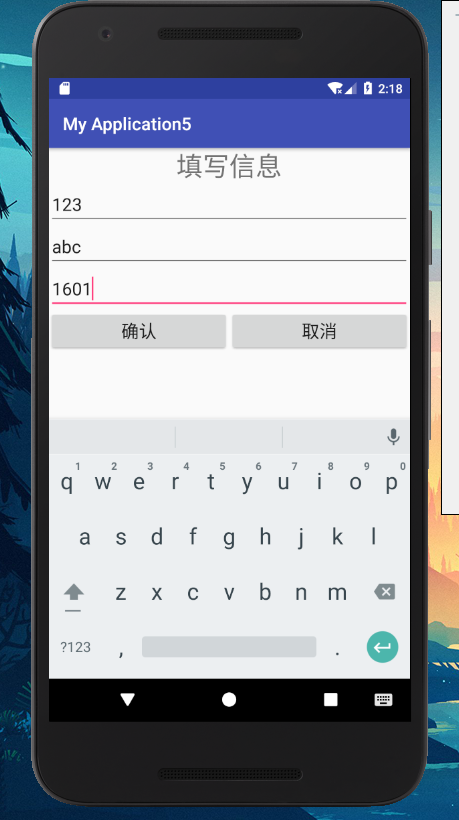 2:18
My Application5
填写信息
123
abc
1601
确认 取消
1 2 3 4 5 6 7 8 9 0
q w e r t y u i o p
a s d f g h j k l
z x c v b n m
?123 , .